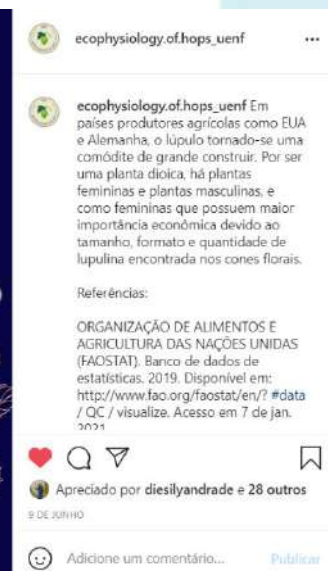 ecophysiology.of.hops_uenf
ecophysiology.of.hops_uenf Em
países produtores agrícolas como EUA
e Alemanha, o lúpulo tornado-se uma
comódite de grande construir. Por ser
uma planta dioica, há plantas
femininas e plantas masculinas, e
como femininas que possuem maior
importância econômica devido ao
tamanho, formato e quantidade de
lupulina encontrada nos cones florais.
Referências:
ORGANIZAÇÃO DE ALIMENTOS E
AGRICULTURA DAS NAÇÕES UNIDAS
(FAOSTAT). Banco de dados de
estatísticas. 2019. Disponível em:
http://www.fao.org/faostat/en/? #data
/ QC / visualize. Acesso em 7 de jan.
2021
Apreciado por diesilyandrade e 28 outros
9 DE JUNHO
Adicione um comentário... Publicar